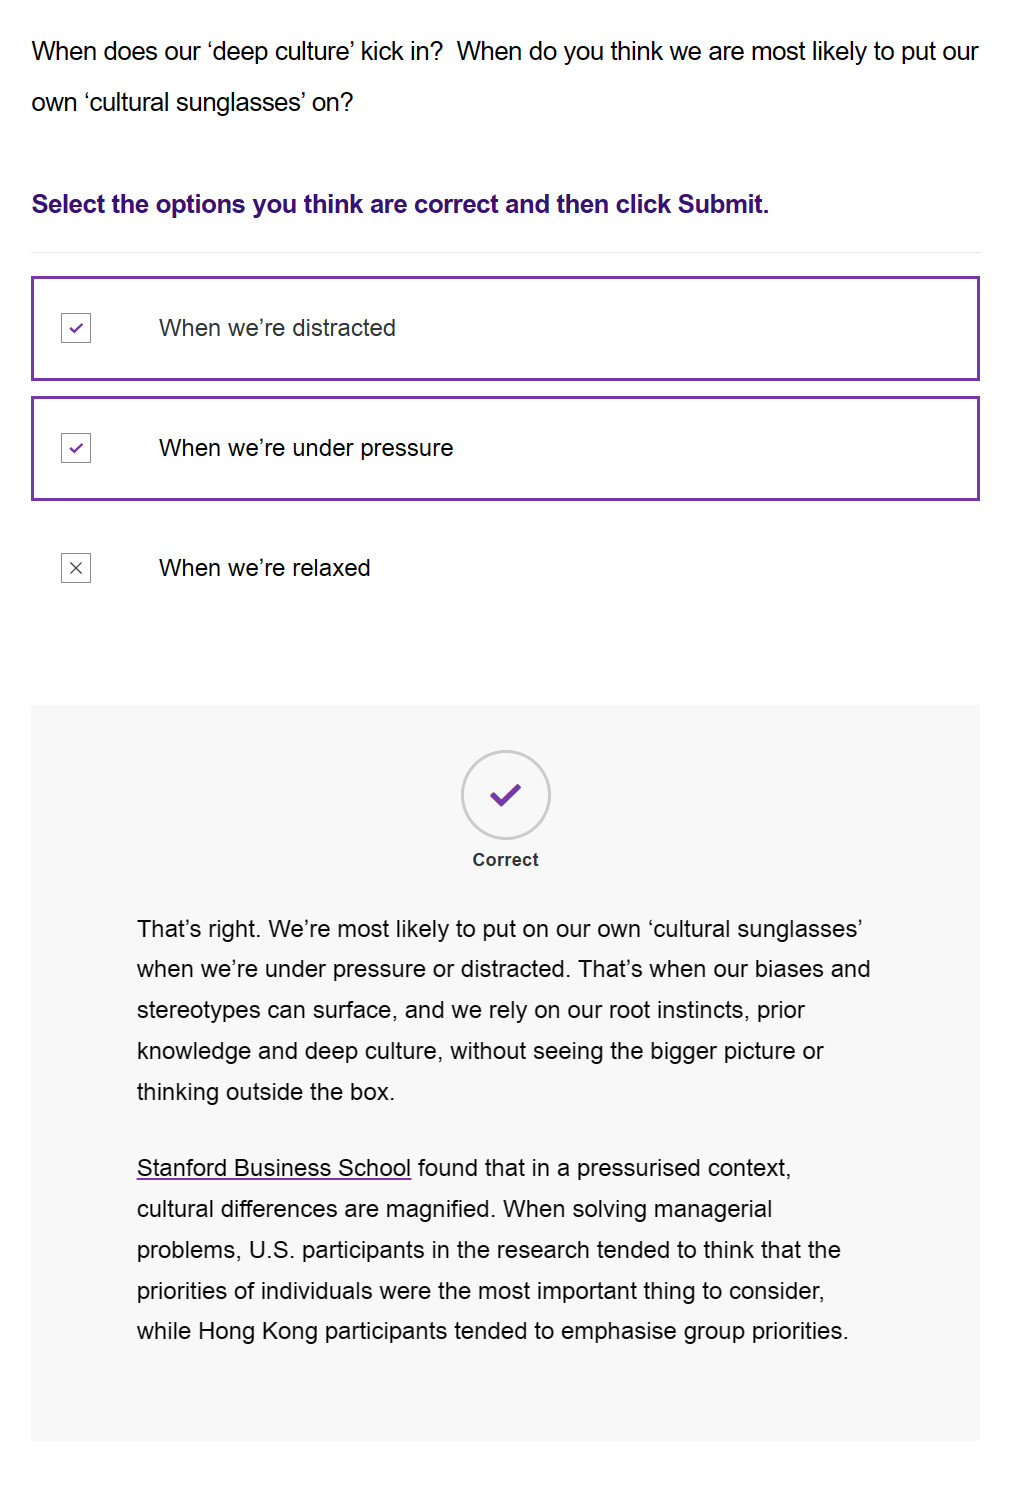 When does our ‘deep culture’ kick in?  When do you think we are most likely to put our
own ‘cultural sunglasses’ on?
Select the options you think are correct and then click Submit.
When we’re distracted
When we’re under pressure
When we’re relaxed
Correct
That’s right. We’re most likely to put on our own ‘cultural sunglasses’
when we’re under pressure or distracted. That’s when our biases and
stereotypes can surface, and we rely on our root instincts, prior
knowledge and deep culture, without seeing the bigger picture or
thinking outside the box.
Stanford Business School found that in a pressurised context,
cultural differences are magnified. When solving managerial
problems, U.S. participants in the research tended to think that the
priorities of individuals were the most important thing to consider,
while Hong Kong participants tended to emphasise group priorities.